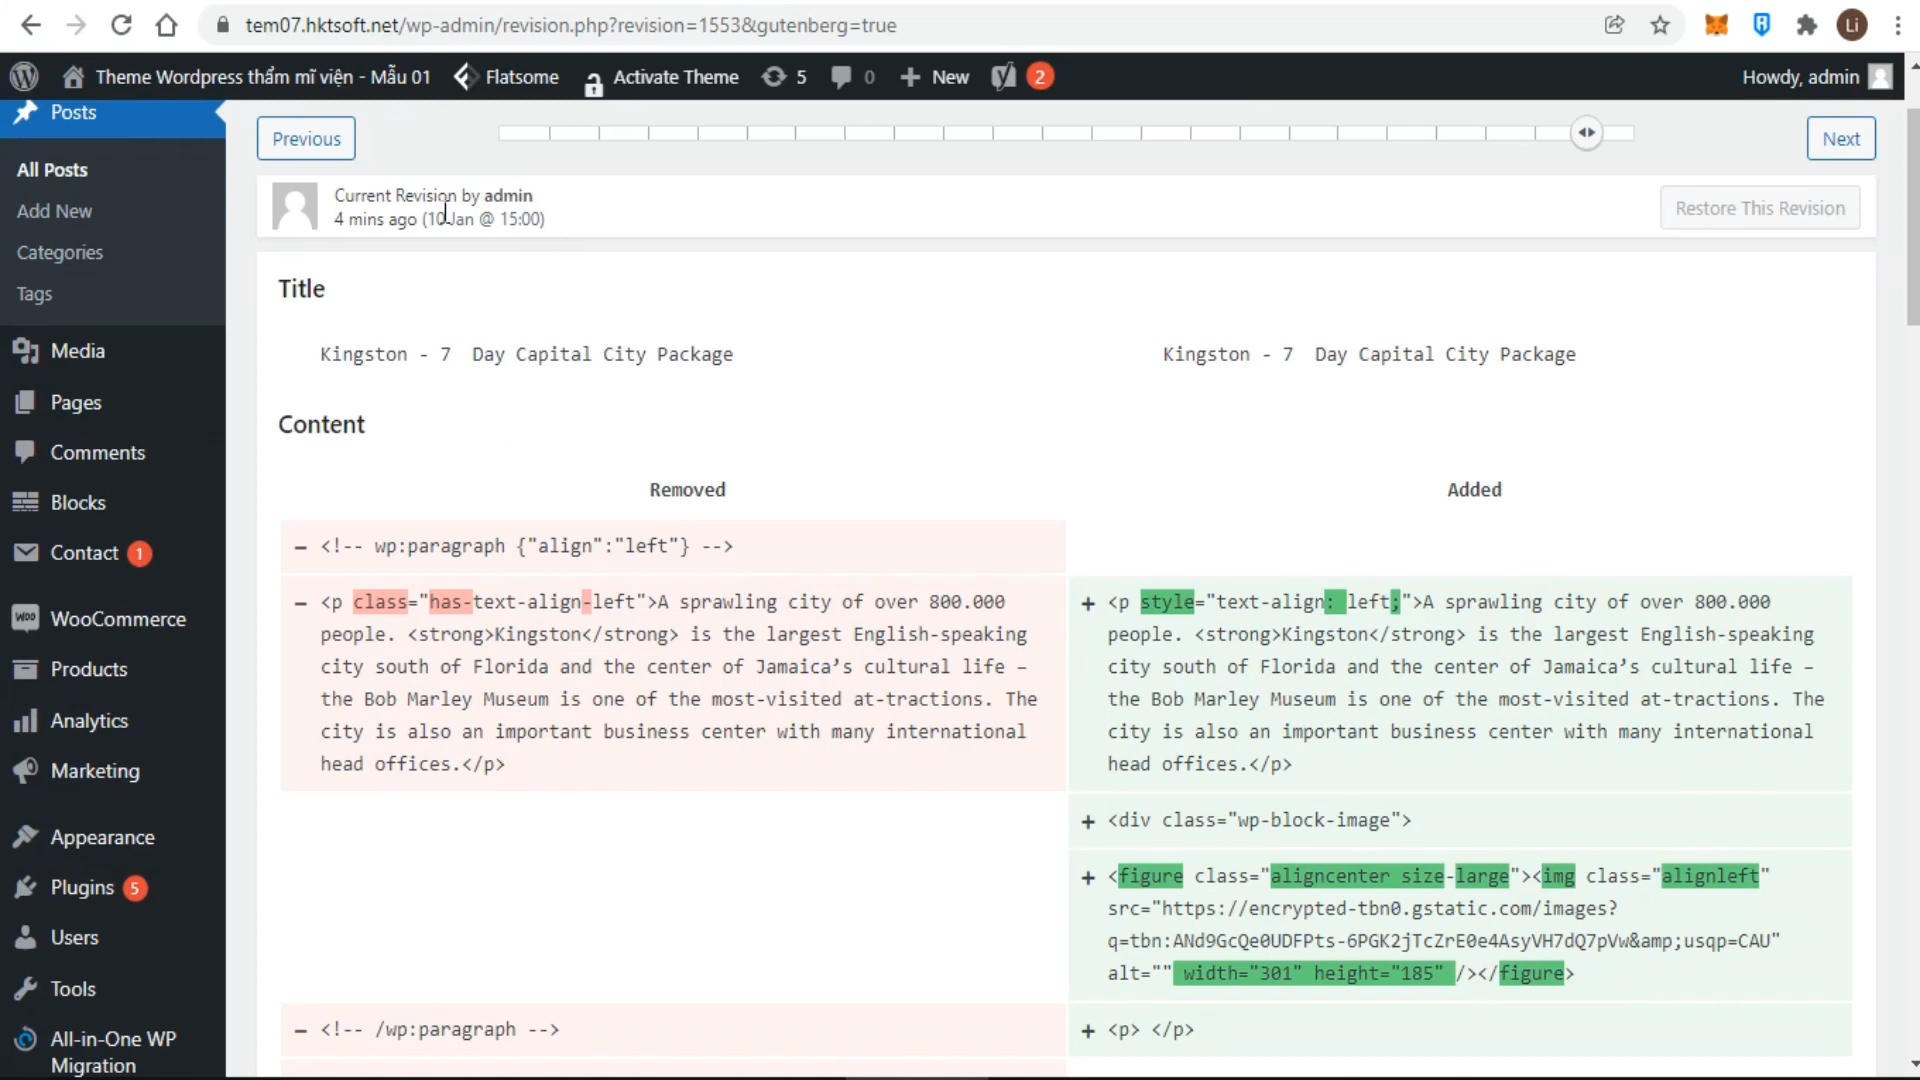 tem07.hktsoft.net/wp-admin/revision.php?revision=1553&gutenberg=true
Li
Theme Wordpress thẩm mĩ viện - Mẫu 01
Flatsome
Activate Theme
5
0
New
2
Howdy, admin
Posts
All Posts
Add New
Categories
Tags
Media
Pages
Comments
Blocks
Contact 1
WooCommerce
Products
Analytics
Marketing
Appearance
Plugins 5
Users
Tools
All-in-One WP
Migration
Previous
Next
Current Revision by admin
4 mins ago (10 Jan @ 15:00)
Restore This Revision
Title
Kingston - 7  Day Capital City Package
Kingston - 7  Day Capital City Package
Content
Removed
Added
– <!-- wp:paragraph {"align":"left"} -->
– <p class="has-text-align-left">A sprawling city of over 800.000
people. <strong>Kingston</strong> is the largest English-speaking
city south of Florida and the center of Jamaica’s cultural life –
the Bob Marley Museum is one of the most-visited at-tractions. The
city is also an important business center with many international
head offices.</p>
+ <p style="text-align: left;">A sprawling city of over 800.000
people. <strong>Kingston</strong> is the largest English-speaking
city south of Florida and the center of Jamaica’s cultural life –
the Bob Marley Museum is one of the most-visited at-tractions. The
city is also an important business center with many international
head offices.</p>
+ <div class="wp-block-image">
+ <figure class="aligncenter size-large"><img class="alignleft"
src="https://encrypted-tbn0.gstatic.com/images?
q=tbn:ANd9GcQe0UDFPts-6PGK2jTcZrE0e4AsyVH7dQ7pVw&amp;usqp=CAU"
alt="" width="301" height="185" /></figure>
– <!-- /wp:paragraph -->
+ <p> </p>